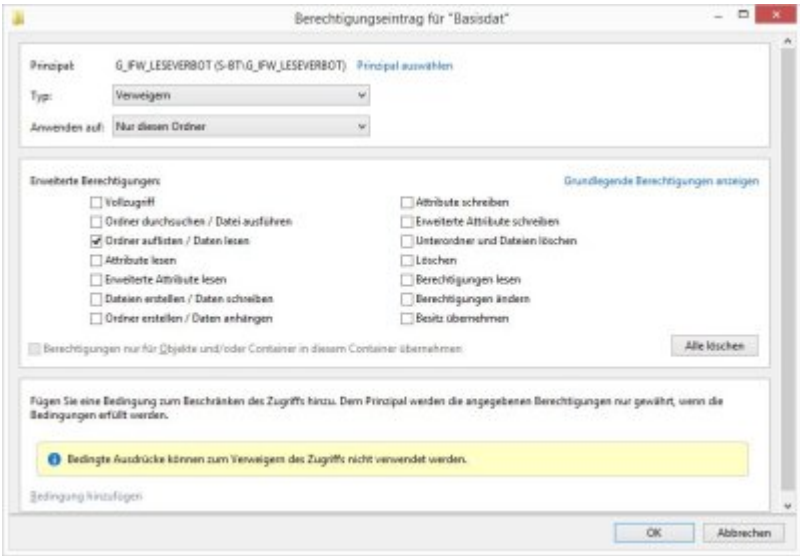 Berechtigungseintrag für "Basisdat"
Prinzipal: G_IFW_LESEVERBOT (S-BT\G_IFW_LESEVERBOT) Prinzipal auswählen
Typ: Verweigern
Anwenden auf: Nur diesen Ordner
Erweiterte Berechtigungen: Grundlegende Berechtigungen anzeigen
Vollzugriff Attribute schreiben
Ordner durchsuchen / Datei ausführen Erweiterte Attribute schreiben
Ordner auflisten / Daten lesen Unterordner und Dateien löschen
Attribute lesen Löschen
Erweiterte Attribute lesen Berechtigungen lesen
Dateien erstellen / Daten schreiben Berechtigungen ändern
Ordner erstellen / Daten anhängen Besitz übernehmen
Berechtigungen nur für Objekte und/oder Container in diesem Container übernehmen Alle löschen
Fügen Sie eine Bedingung zum Beschränken des Zugriffs hinzu. Dem Prinzipal werden die angegebenen Berechtigungen nur gewährt, wenn die
Bedingungen erfüllt werden.
Bedingte Ausdrücke können zum Verweigern des Zugriffs nicht verwendet werden.
Bedingung hinzufügen
OK Abbrechen